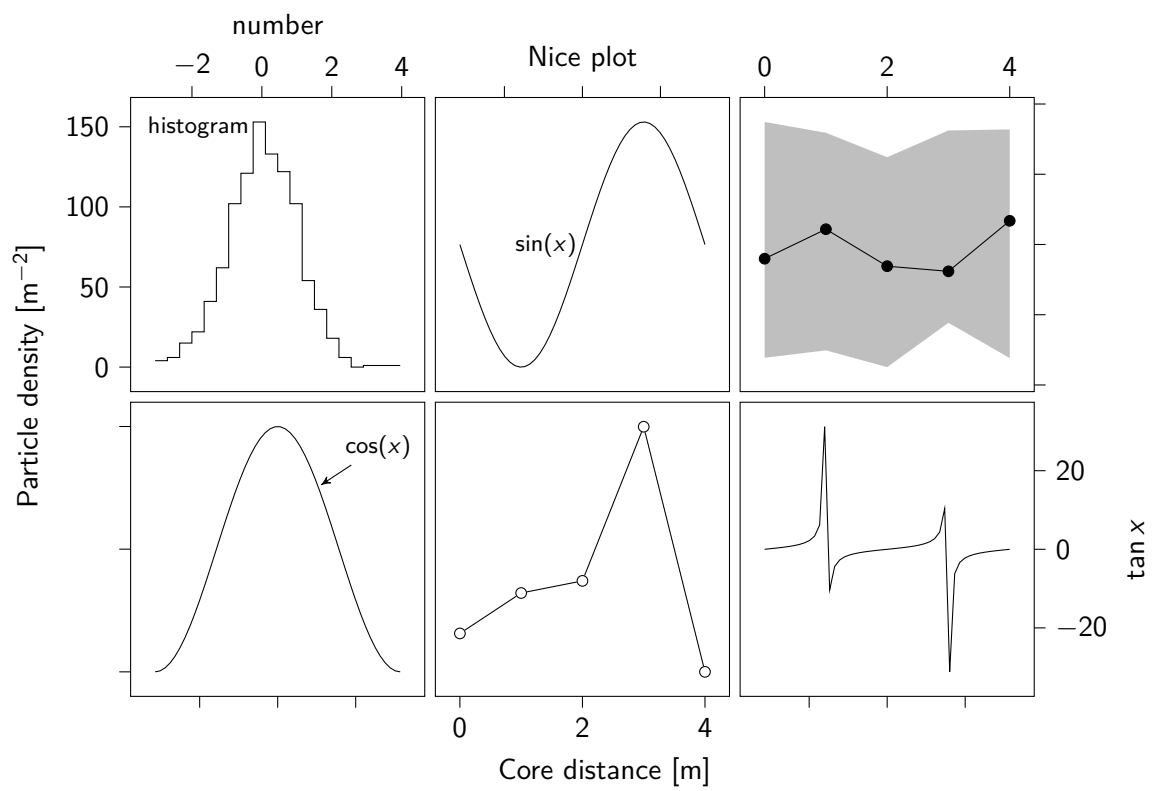 number
−2 0 2 4
Nice plot
0 2 4
histogram
150
100
50
0
Particle density [m−2]
sin(x)
cos(x)
20
0
−20
tan x
0 2 4
Core distance [m]